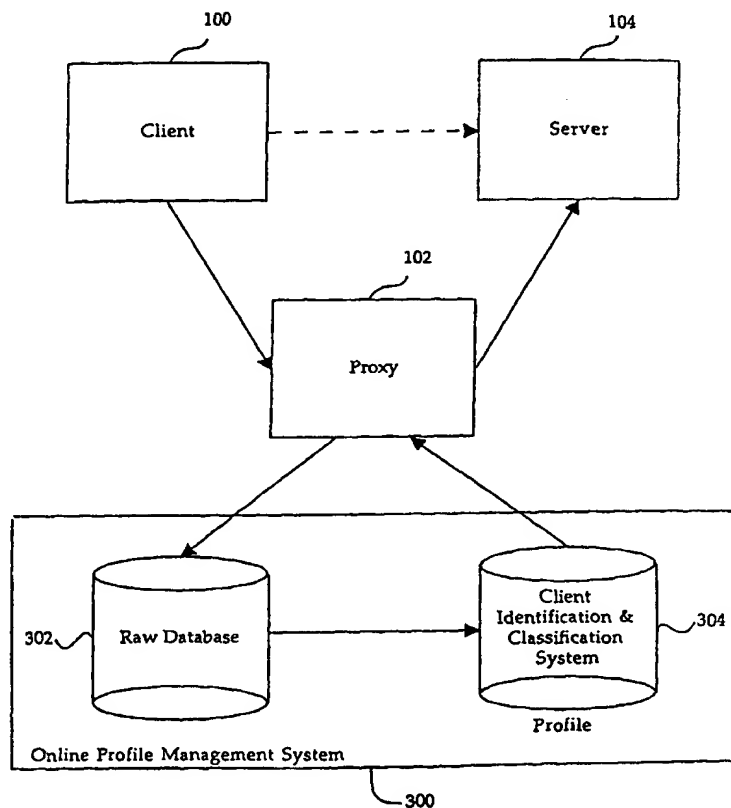 100
104
Client
Server
102
Proxy
302
Raw Database
Client
Identification &
Classification
System
304
Profile
Online Profile Management System
300